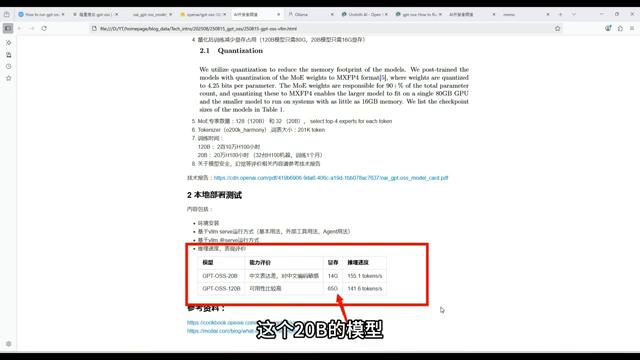 How to run gpt-oss
oai_gpt-oss_model
openai/gpt-oss
AI开发变简单
Ollama
Unsloth AI - Open
gpt-oss How to Ru
AI开发变简单
memo
file:///D:/YT/homepage/blog_data/Tech_intro/202508/250815_gpt_oss/250815-gpt-oss-vllm.html
4. 量化后训练减少显存占用（120B模型只需80G，20B模型只需16G显存）
2.1 Quantization
We utilize quantization to reduce the memory footprint of the models. We post-trained the
models with quantization of the MoE weights to MXFP4 format[5], where weights are quantized
to 4.25 bits per parameter. The MoE weights are responsible for 90+% of the total parameter
count, and quantizing these to MXFP4 enables the larger model to fit on a single 80GB GPU
and the smaller model to run on systems with as little as 16GB memory. We list the checkpoint
sizes of the models in Table 1.
5. MoE专家数量：128（120B） 和 32 （20B）， select top-4 experts for each token
6. Tokenizer（o200k_harmony）,词表大小：201K token
7. 训练时间：
120B： 2百10万H100小时
20B： 20万H100小时 （32付H100机器，训练1个月）
8. 关于模型安全，幻觉等评价相关内容请参考技术报告
技术报告：https://cdn.openai.com/pdf/419b6906-9da6-406c-a19d-1bb078ac7637/oai_gpt-oss_model_card.pdf
2 本地部署测试
内容包括：
环境安装
基于vllm serve运行方式（基本用法，外部工具用法，Agent用法）
基于vllm 非serve运行方式
推理速度，表现评价
模型 能力评价 显存 推理速度
GPT-OSS-20B 中文表达差，对中文编码敏感 14G 155.1 tokens/s
GPT-OSS-120B 可用性比较高 65G 141.6 tokens/s
参考资料：
https://cookbook.openai.com
https://modal.com/blog/what
这个20B的模型